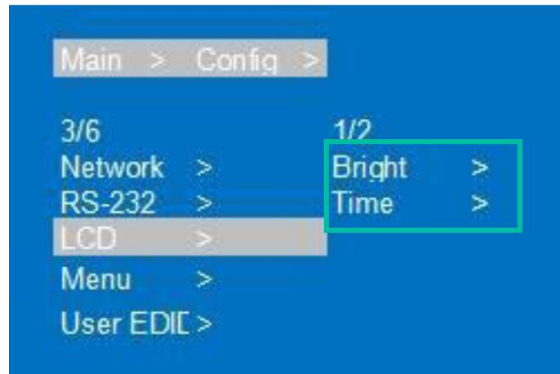 Main > Config >
3/6
Network >
RS-232 >
LCD >
Menu >
User EDID >
1/2
Bright >
Time >